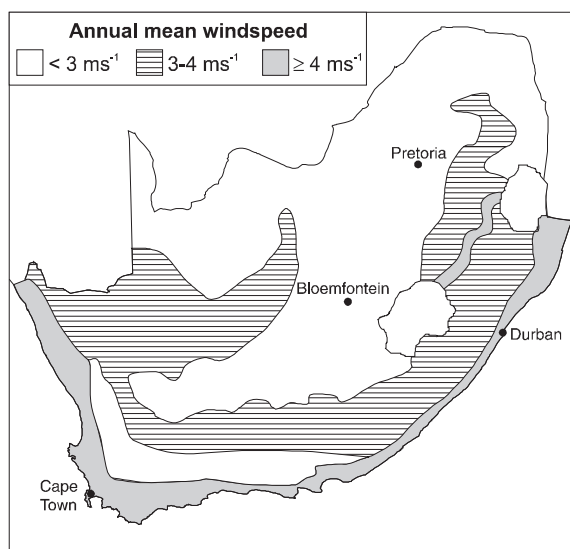 Annual mean windspeed
< 3 ms⁻¹ 3-4 ms⁻¹ ≥ 4 ms⁻¹
Pretoria
Bloemfontein
Durban
Cape
Town